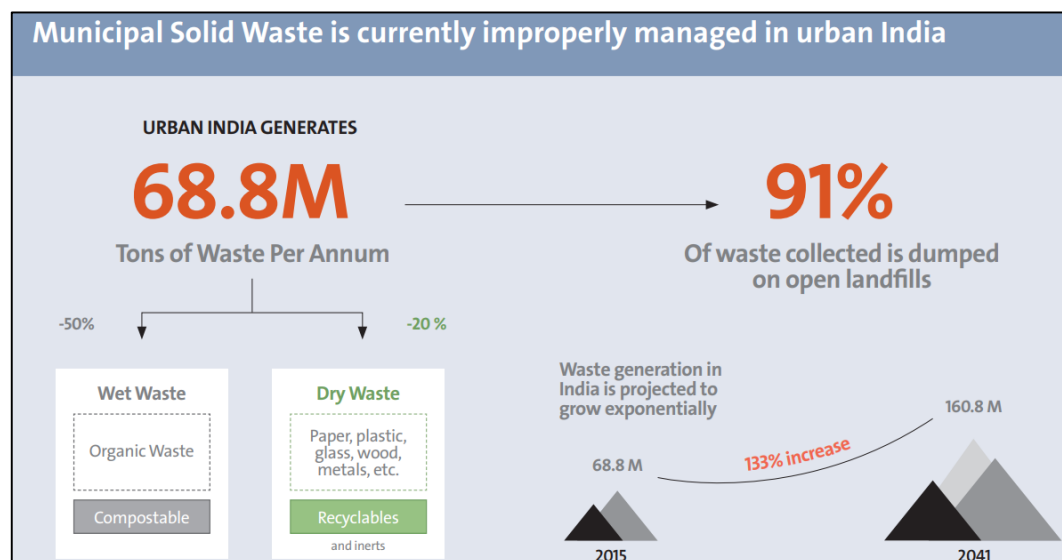 Municipal Solid Waste is currently improperly managed in urban India
URBAN INDIA GENERATES
68.8M
Tons of Waste Per Annum
91%
Of waste collected is dumped
on open landfills
-50%
-20 %
Wet Waste
Organic Waste
Compostable
Dry Waste
Paper, plastic,
glass, wood,
metals, etc.
Recyclables
and inerts
Waste generation in
India is projected to
grow exponentially
68.8 M
133% increase
160.8 M
2015
2041